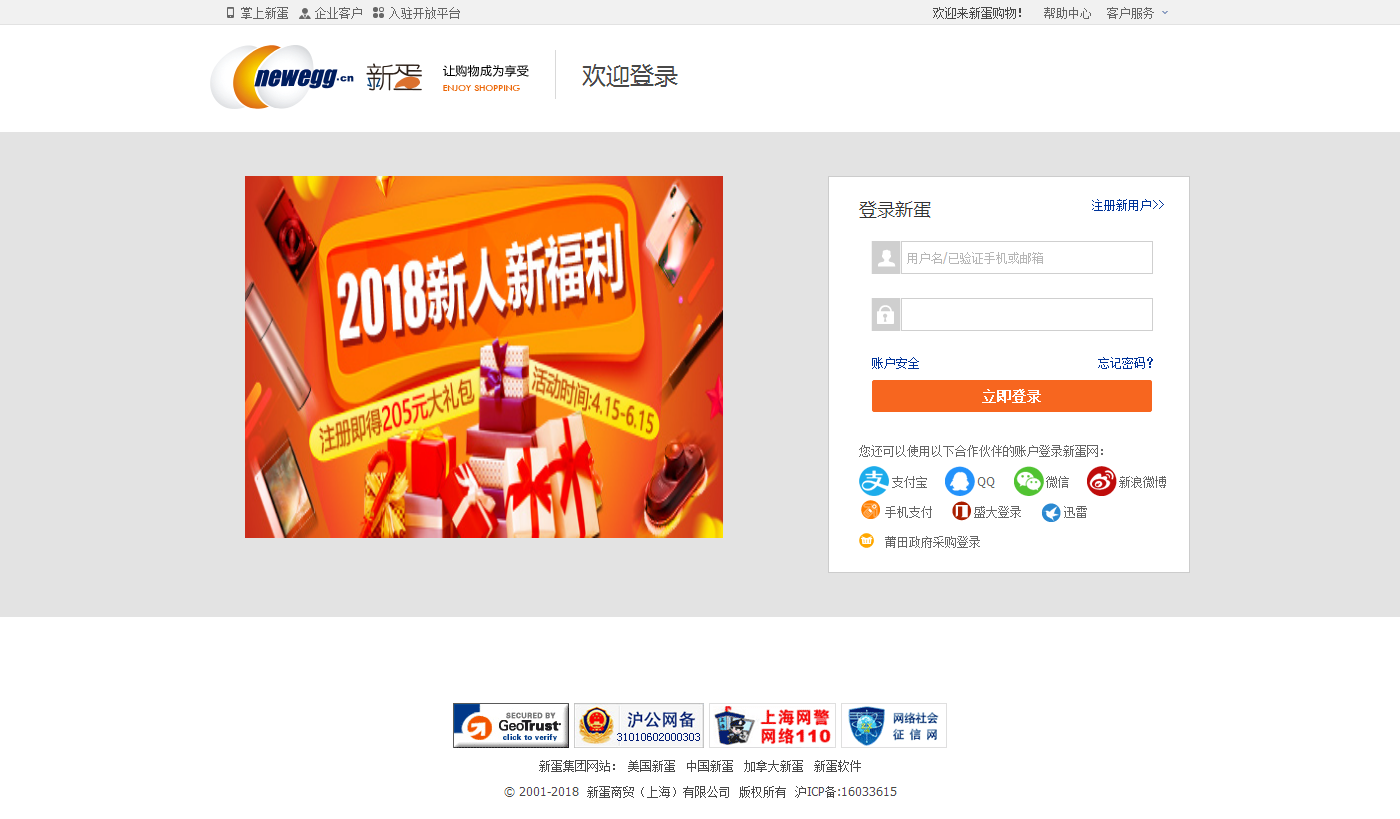 掌上新蛋 企业客户 入驻开放平台 欢迎来新蛋购物! 帮助中心 客户服务
newegg.cn 新蛋 让购物成为享受 欢迎登录
ENJOY SHOPPING
2018新人新福利
注册即得205元大礼包 活动时间:4.15-6.15
登录新蛋 注册新用户>>
用户名/已验证手机或邮箱
账户安全 忘记密码?
立即登录
您还可以使用以下合作伙伴的账户登录新蛋网:
支付宝 QQ 微信 新浪微博
手机支付 盛大登录 迅雷
莆田政府采购登录
SECURED BY GeoTrust click to verify
沪公网备 31010602000303
上海网警 网络110
网络社会 征信网
新蛋集团网站: 美国新蛋 中国新蛋 加拿大新蛋 新蛋软件
© 2001-2018 新蛋商贸（上海）有限公司 版权所有 沪ICP备:16033615